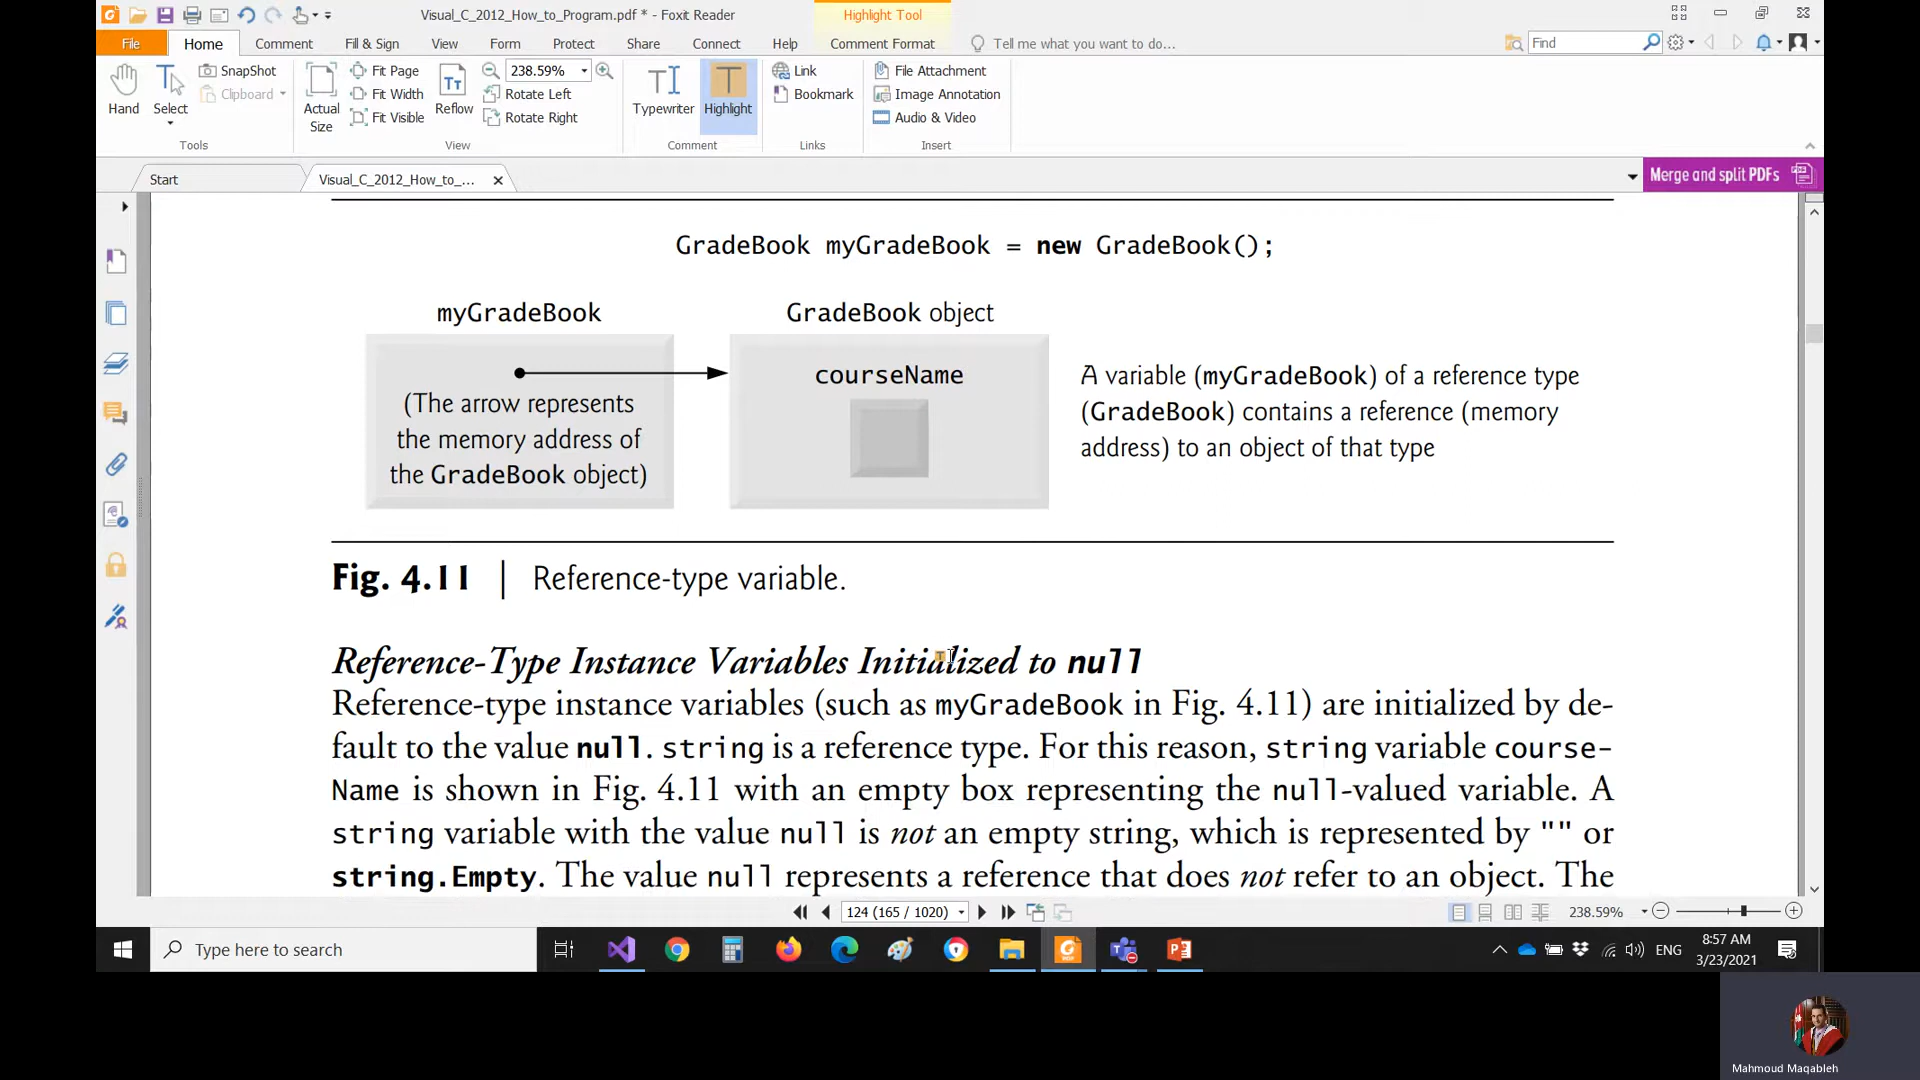 Visual_C_2012_How_to_Program.pdf * - Foxit Reader
Highlight Tool
File
Home
Comment
Fill & Sign
View
Form
Protect
Share
Connect
Help
Comment Format
Tell me what you want to do...
Find
Hand
Select
SnapShot
Clipboard
Tools
Actual
Size
Fit Page
Fit Width
Fit Visible
Reflow
238.59%
Rotate Left
Rotate Right
View
Typewriter
Highlight
Comment
Link
Bookmark
Links
File Attachment
Image Annotation
Audio & Video
Insert
Start
Visual_C_2012_How_to_...
Merge and split PDFs
GradeBook myGradeBook = new GradeBook();
myGradeBook
(The arrow represents
the memory address of
the GradeBook object)
GradeBook object
courseName
A variable (myGradeBook) of a reference type
(GradeBook) contains a reference (memory
address) to an object of that type
Fig. 4.11 | Reference-type variable.
Reference-Type Instance Variables Initialized to null
Reference-type instance variables (such as myGradeBook in Fig. 4.11) are initialized by de-
fault to the value null. string is a reference type. For this reason, string variable course-
Name is shown in Fig. 4.11 with an empty box representing the null-valued variable. A
string variable with the value null is not an empty string, which is represented by "" or
string.Empty. The value null represents a reference that does not refer to an object. The
124 (165 / 1020)
238.59%
Type here to search
ENG
8:57 AM
3/23/2021
Mahmoud Maqableh